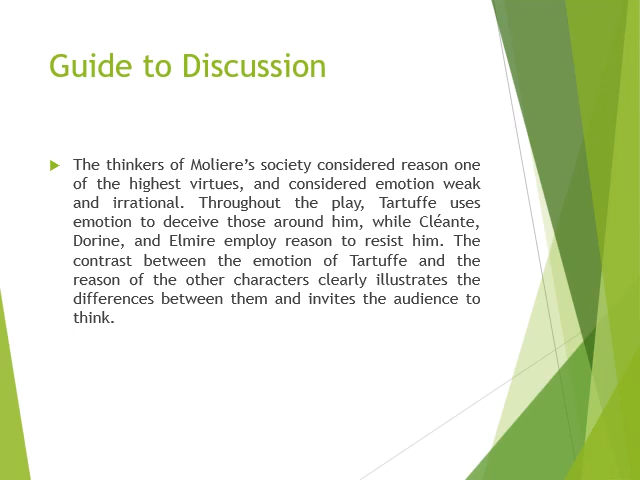 Guide to Discussion
The thinkers of Moliere’s society considered reason one
of the highest virtues, and considered emotion weak
and irrational. Throughout the play, Tartuffe uses
emotion to deceive those around him, while Cléante,
Dorine, and Elmire employ reason to resist him. The
contrast between the emotion of Tartuffe and the
reason of the other characters clearly illustrates the
differences between them and invites the audience to
think.